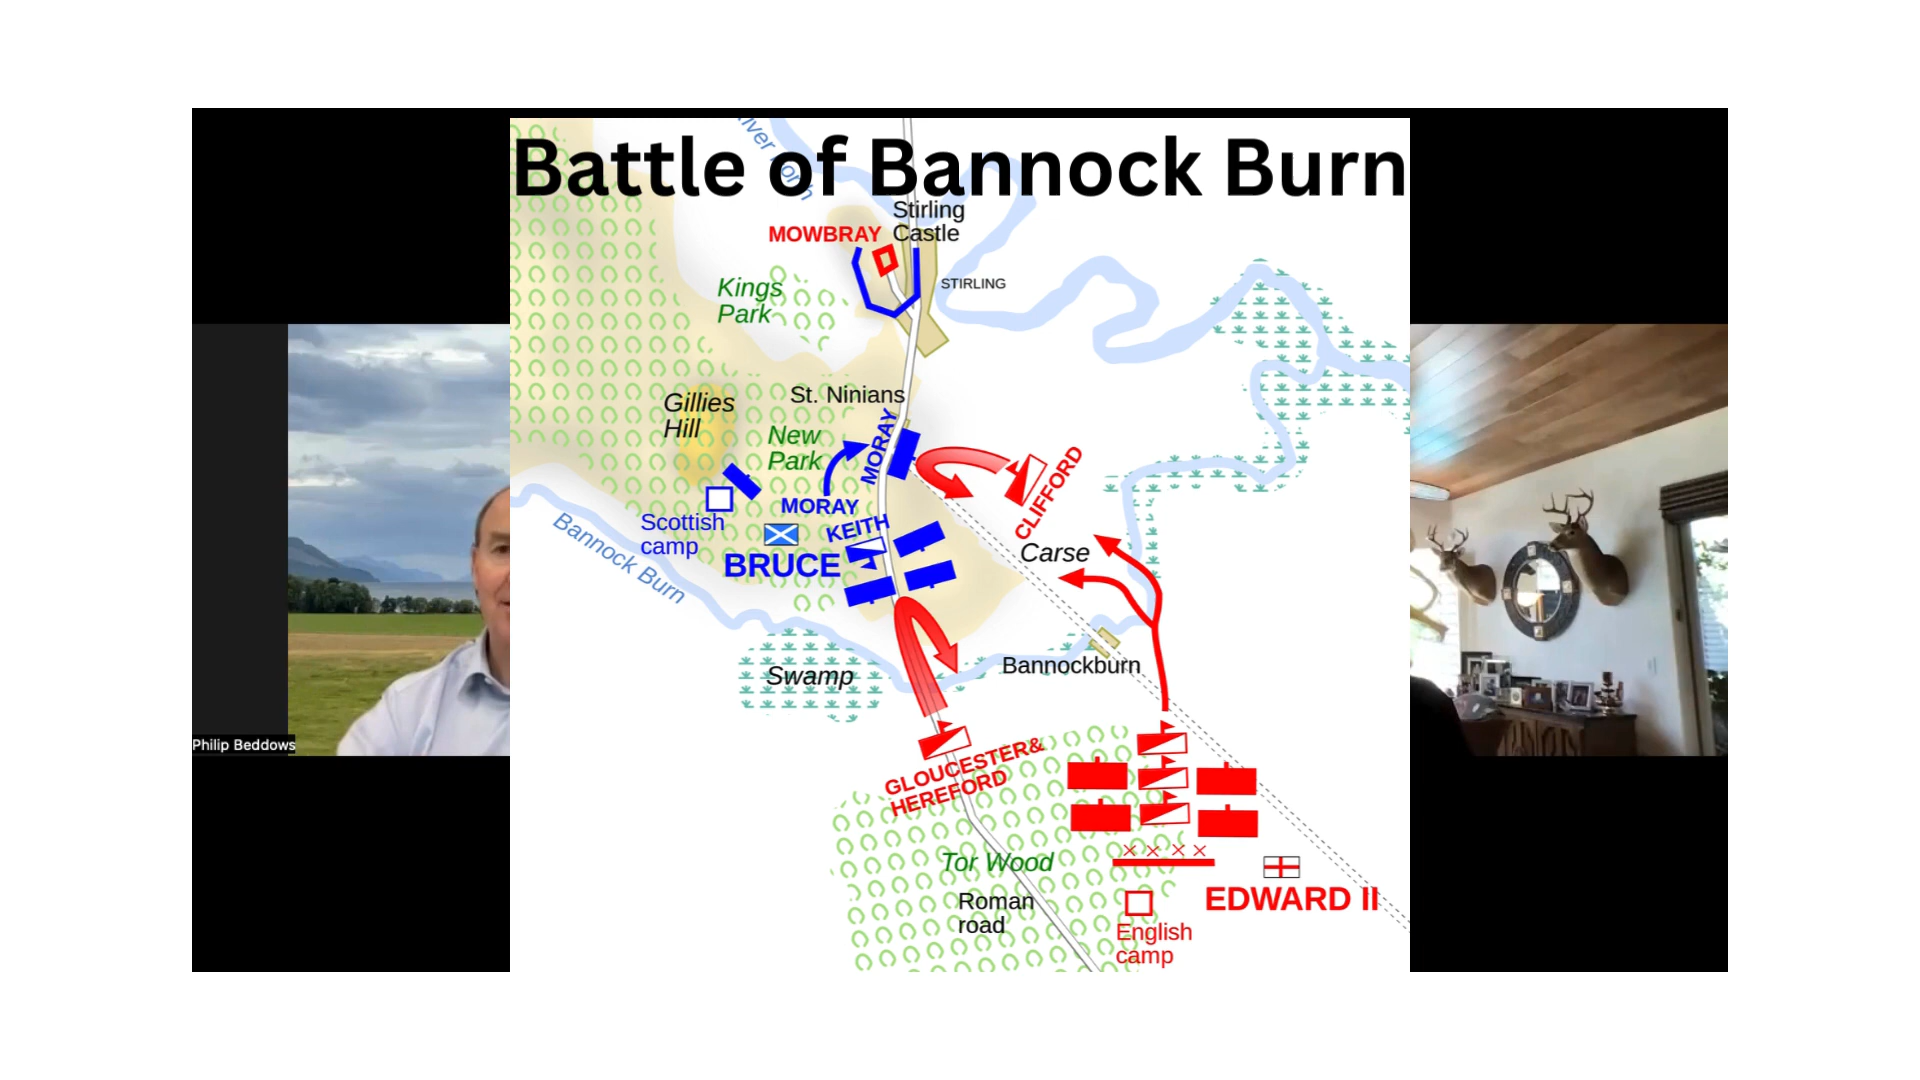 Battle of Bannock Burn
Stirling
Castle
MOWBRAY
STIRLING
Kings
Park
St. Ninians
Gillies
Hill
New
Park
MORAY
CLIFFORD
MORAY
Scottish
camp
KEITH
BRUCE
Carse
Bannock Burn
Bannockburn
Swamp
Philip Beddows
GLOUCESTER&
HEREFORD
Tor Wood
Roman
road
EDWARD II
English
camp